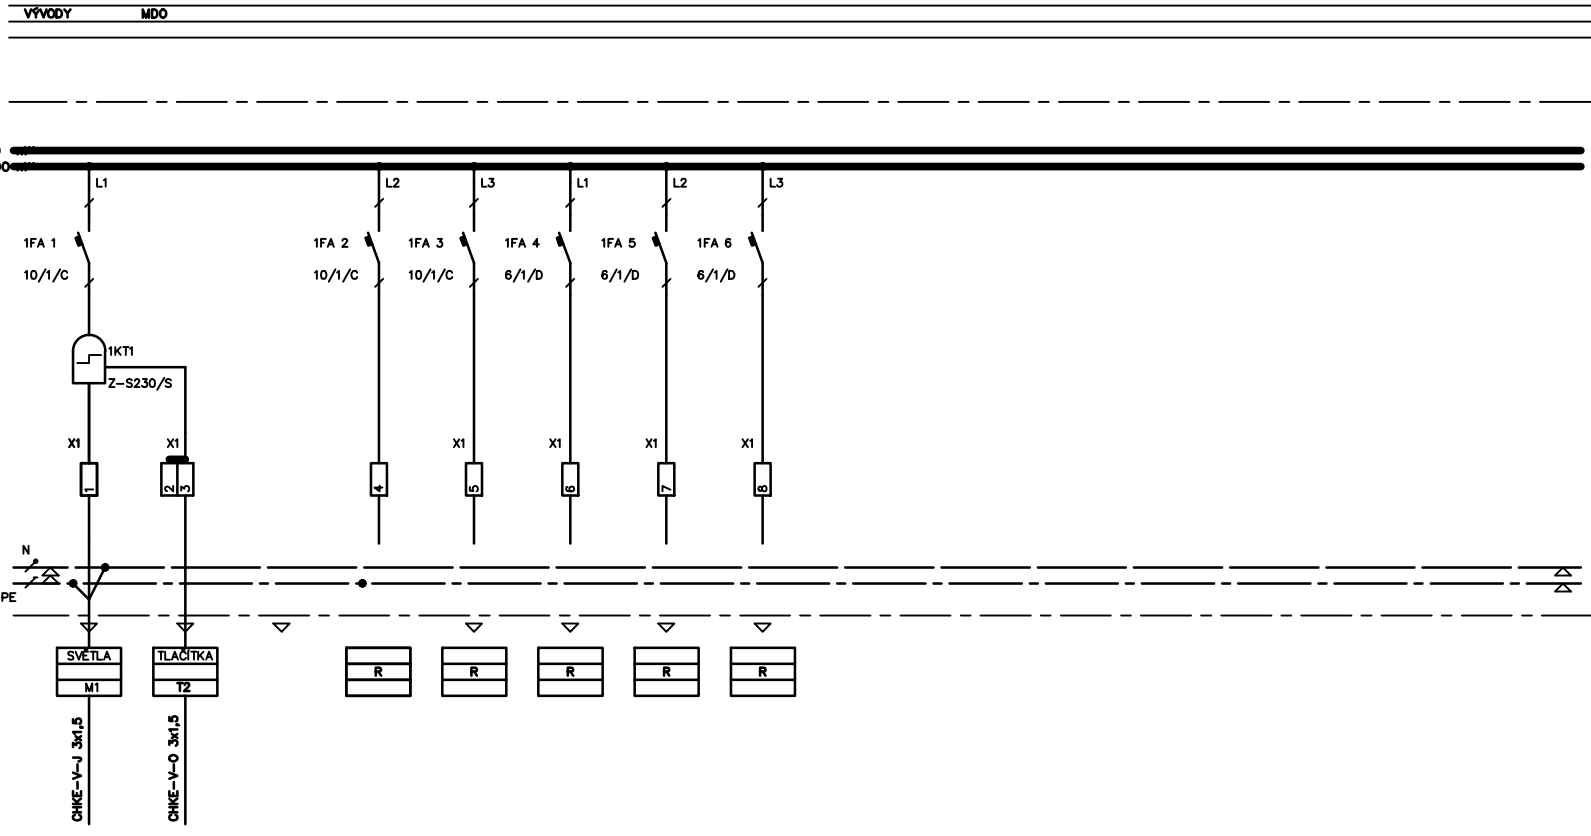 VÝVODY MDO
L1 L2 L3 L1 L2 L3
1FA 1 1FA 2 1FA 3 1FA 4 1FA 5 1FA 6
10/1/C 10/1/C 10/1/C 6/1/D 6/1/D 6/1/D
1KT1
Z-S230/S
X1 X1 X1 X1 X1 X1
1 2 3 4 5 6 7 8
N
PE
SVĚTLA TLAČÍTKA
R R R R R
M1 T2
CHKE-V-J 3x1,5
CHKE-V-O 3x1,5